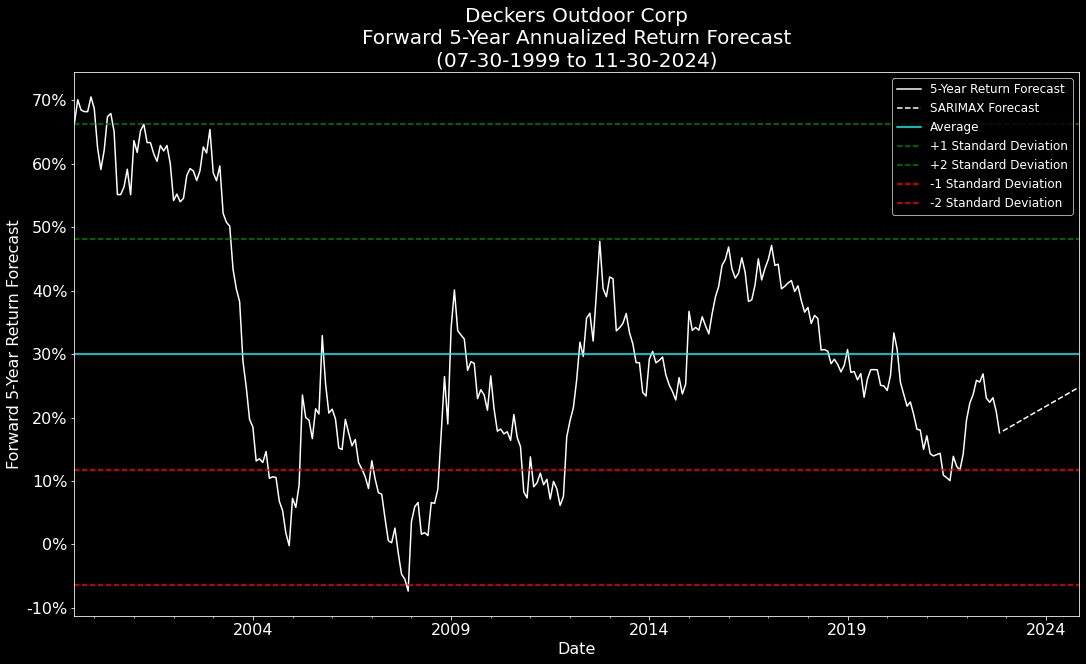 Deckers Outdoor Corp
Forward 5-Year Annualized Return Forecast
(07-30-1999 to 11-30-2024)
5-Year Return Forecast
SARIMAX Forecast
Average
+1 Standard Deviation
+2 Standard Deviation
-1 Standard Deviation
-2 Standard Deviation
Forward 5-Year Return Forecast
70%
60%
50%
40%
30%
20%
10%
0%
-10%
2004
2009
2014
2019
2024
Date